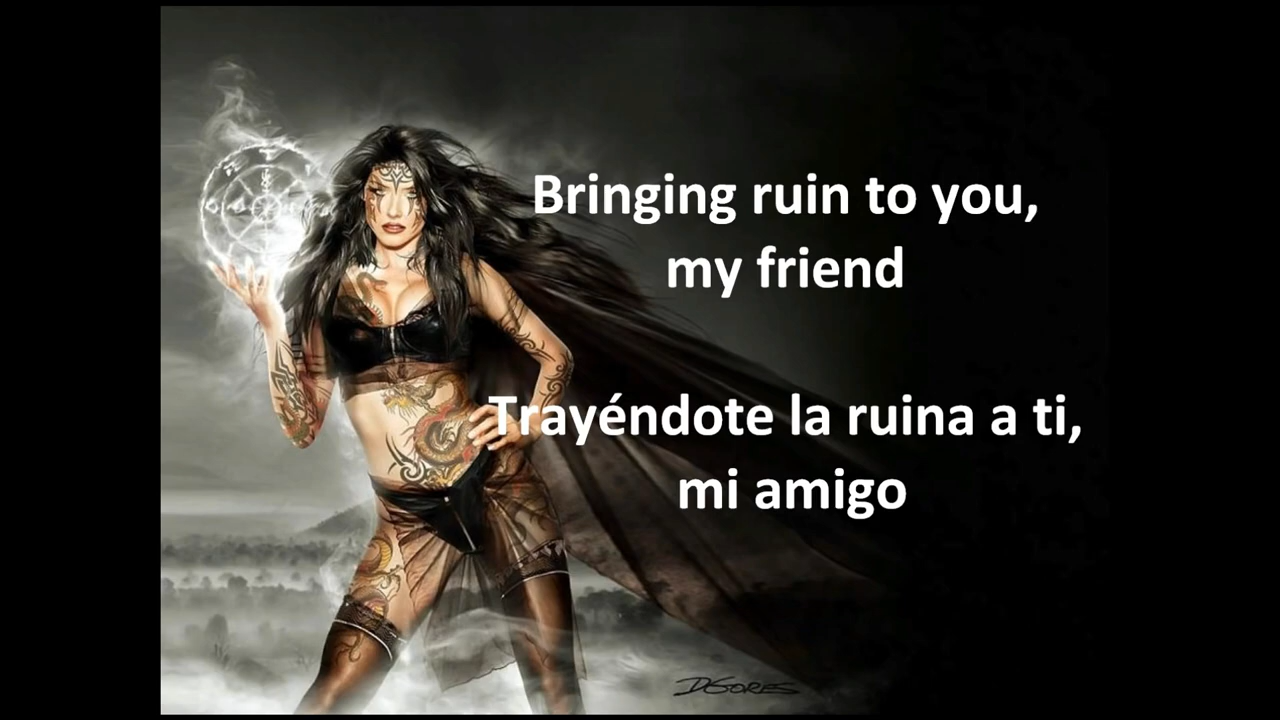 Bringing ruin to you,
my friend
Trayéndote la ruina a ti,
mi amigo